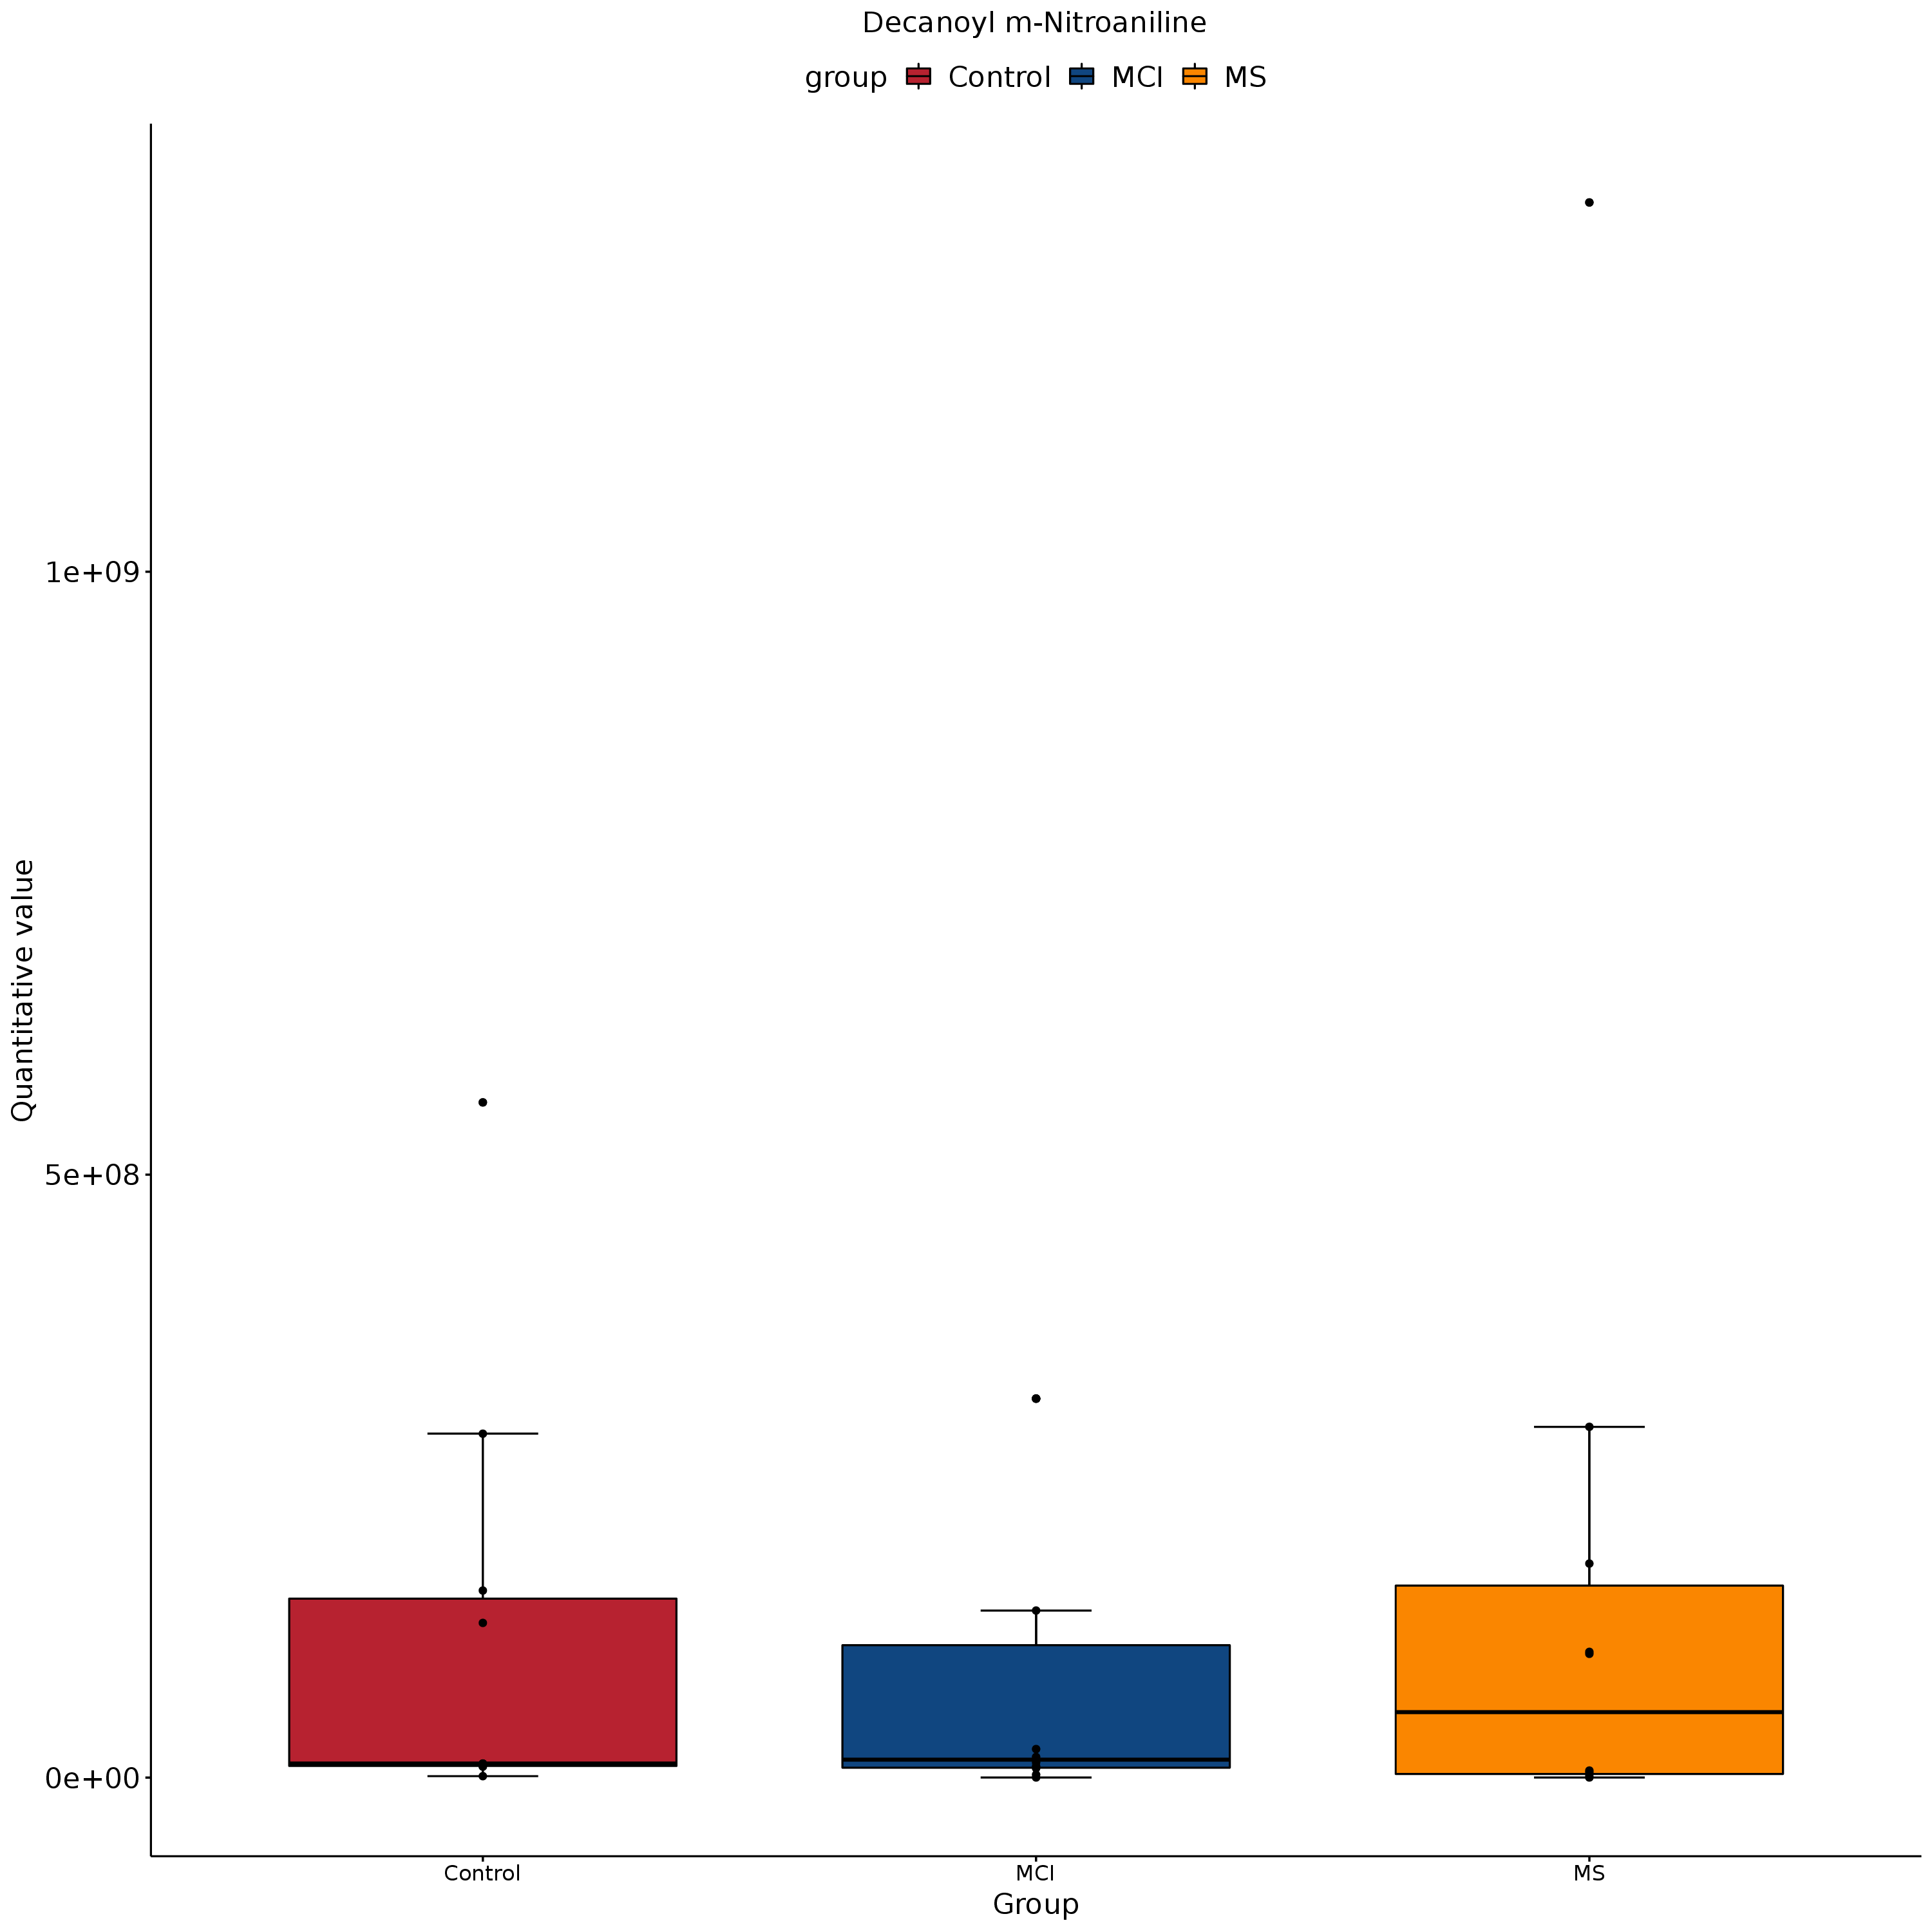 Decanoyl m-Nitroaniline
group Control MCI MS
Quantitative value
1e+09
5e+08
0e+00
Control MCI MS
Group